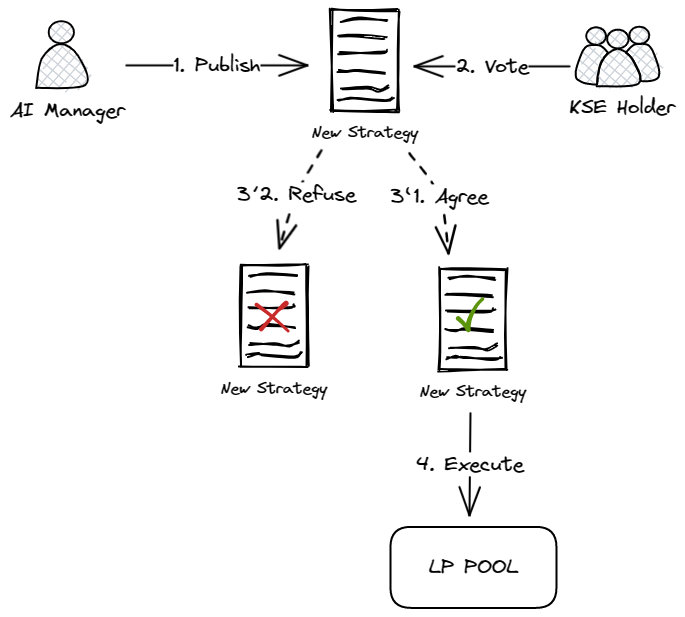 1. Publish
2. Vote
AI Manager
KSE Holder
New Strategy
3'2. Refuse
3'1. Agree
New Strategy
New Strategy
4. Execute
LP POOL